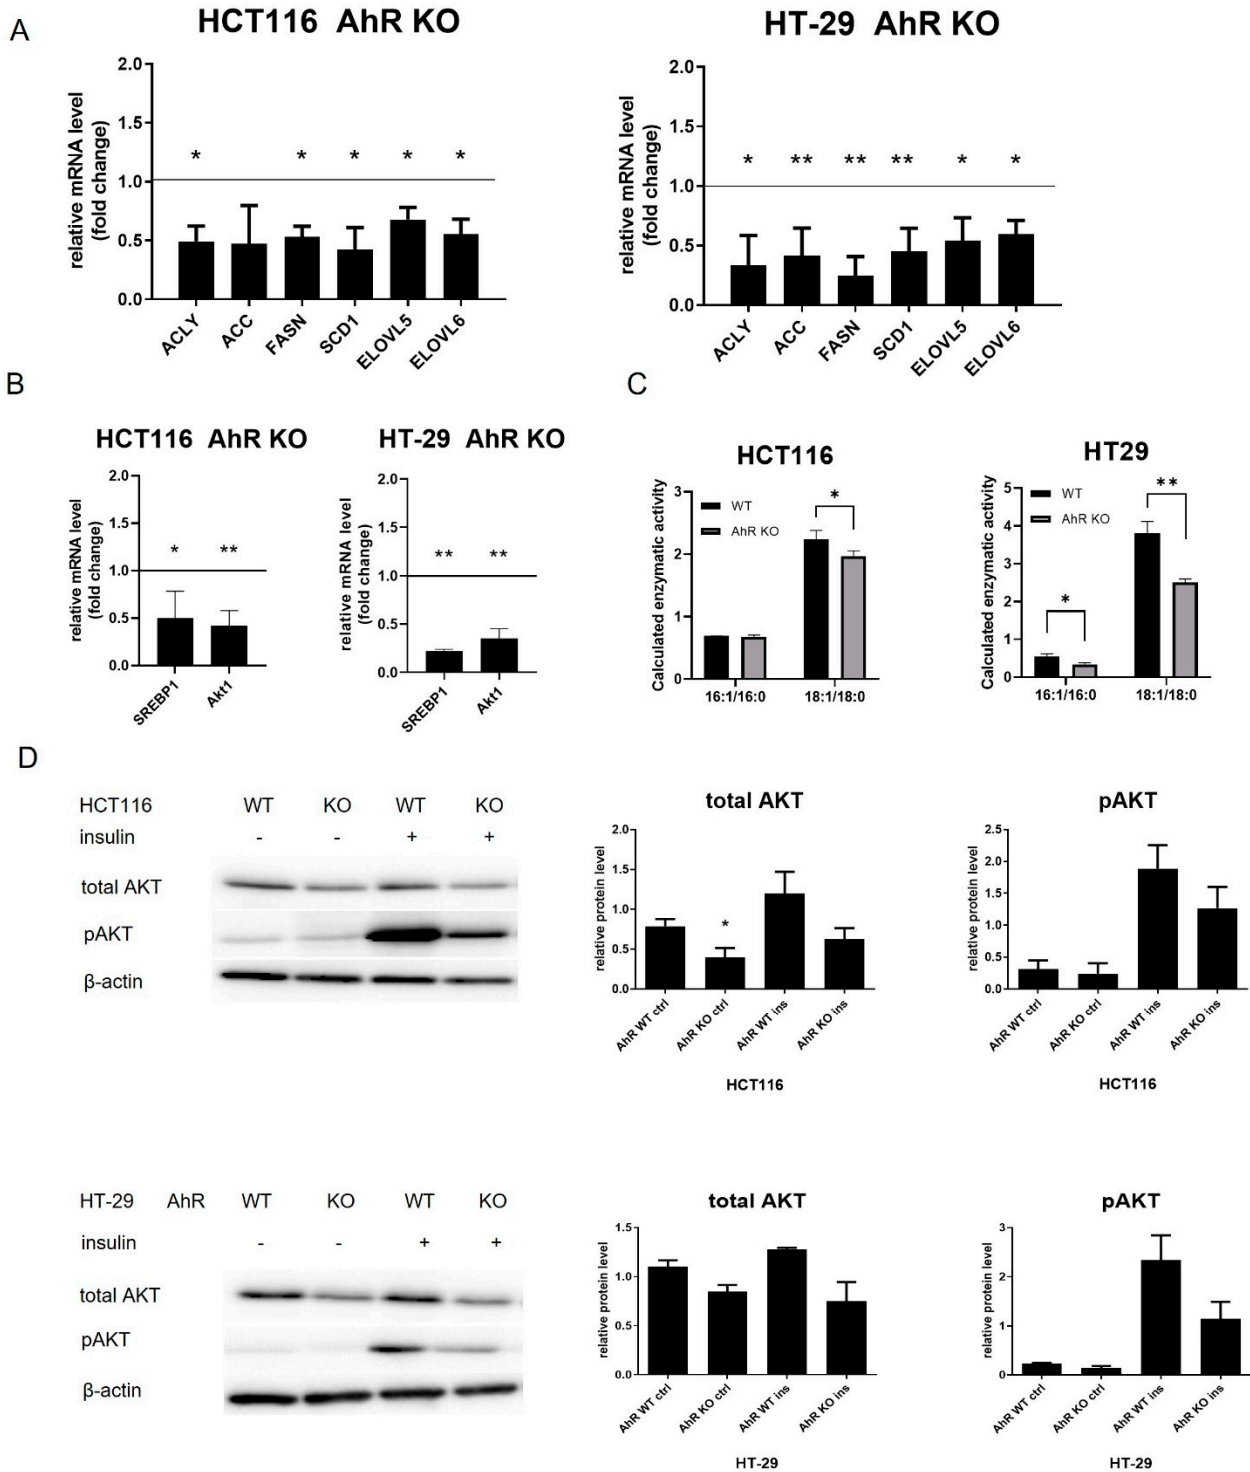 A
HCT116 AhR KO
relative mRNA level
(fold change)
2.0
1.5
1.0
0.5
0.0
* * * * *
ACLY
ACC
FASN
SCD1
ELOVL5
ELOVL6
HT-29 AhR KO
relative mRNA level
(fold change)
2.0
1.5
1.0
0.5
0.0
* ** ** ** * *
ACLY
ACC
FASN
SCD1
ELOVL5
ELOVL6
B
HCT116 AhR KO
relative mRNA level
(fold change)
2.0
1.5
1.0
0.5
0.0
* **
SREBP1
Akt1
HT-29 AhR KO
relative mRNA level
(fold change)
2.0
1.5
1.0
0.5
0.0
** **
SREBP1
Akt1
C
HCT116
Calculated enzymatic activity
3
2
1
0
WT
AhR KO
*
16:1/16:0 18:1/18:0
HT29
Calculated enzymatic activity
5
4
3
2
1
0
WT
AhR KO
**
*
16:1/16:0 18:1/18:0
D
HCT116 WT KO WT KO
insulin - - + +
total AKT
pAKT
β-actin
total AKT
relative protein level
2.0
1.5
1.0
0.5
0.0
*
AhR WT ctrl
AhR KO ctrl
AhR WT ins
AhR KO ins
HCT116
pAKT
relative protein level
2.5
2.0
1.5
1.0
0.5
0.0
AhR WT ctrl
AhR KO ctrl
AhR WT ins
AhR KO ins
HCT116
HT-29 AhR WT KO WT KO
insulin - - + +
total AKT
pAKT
β-actin
total AKT
relative protein level
1.5
1.0
0.5
0.0
AhR WT ctrl
AhR KO ctrl
AhR WT ins
AhR KO ins
HT-29
pAKT
relative protein level
3
2
1
0
AhR WT ctrl
AhR KO ctrl
AhR WT ins
AhR KO ins
HT-29